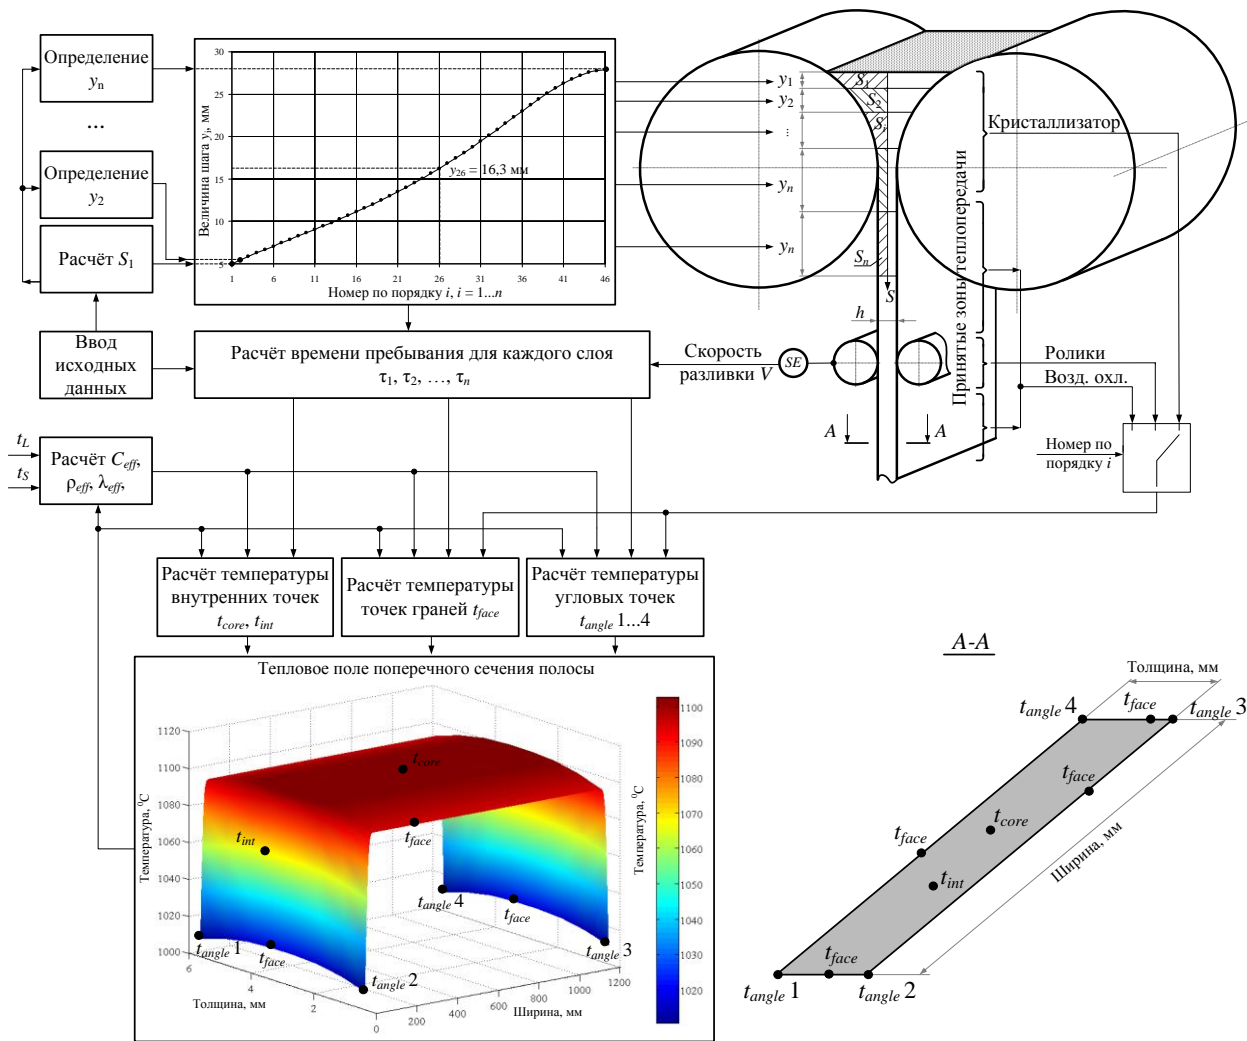 Определение
yn
...
Определение
y2
Расчёт S1
Ввод
исходных
данных
Величина шага yi, мм
30
25
20
15
10
5
y26 = 16,3 мм
1
6
11
16
21
26
31
36
41
46
Номер по порядку i, i = 1...n
y1
y2
...
yn
yn
S1
S2
Si
Sn
S
h
Кристаллизатор
Принятые зоны теплопередачи
Расчёт времени пребывания для каждого слоя
τ1, τ2, …, τn
Скорость
разливки V
SE
Ролики
Возд. охл.
A
A
Номер по
порядку i
tL
tS
Расчёт Ceff,
ρeff, λeff,
Расчёт температуры
внутренних точек
tcore, tint
Расчёт температуры
точек граней tface
Расчёт температуры
угловых точек
tangle 1...4
Тепловое поле поперечного сечения полосы
Температура, ⁰C
1120
1100
1080
1060
1040
1020
1000
6
4
2
0
Толщина, мм
200
400
600
800
1000
1200
Ширина, мм
tcore
tint
tface
tface
tface
tangle 1
tangle 2
tangle 3
tangle 4
Температура, ⁰C
1100
1090
1080
1070
1060
1050
1040
1030
1020
A-A
Толщина, мм
tangle 4
tface
tangle 3
tface
tcore
tface
tint
Ширина, мм
tface
tangle 1
tangle 2